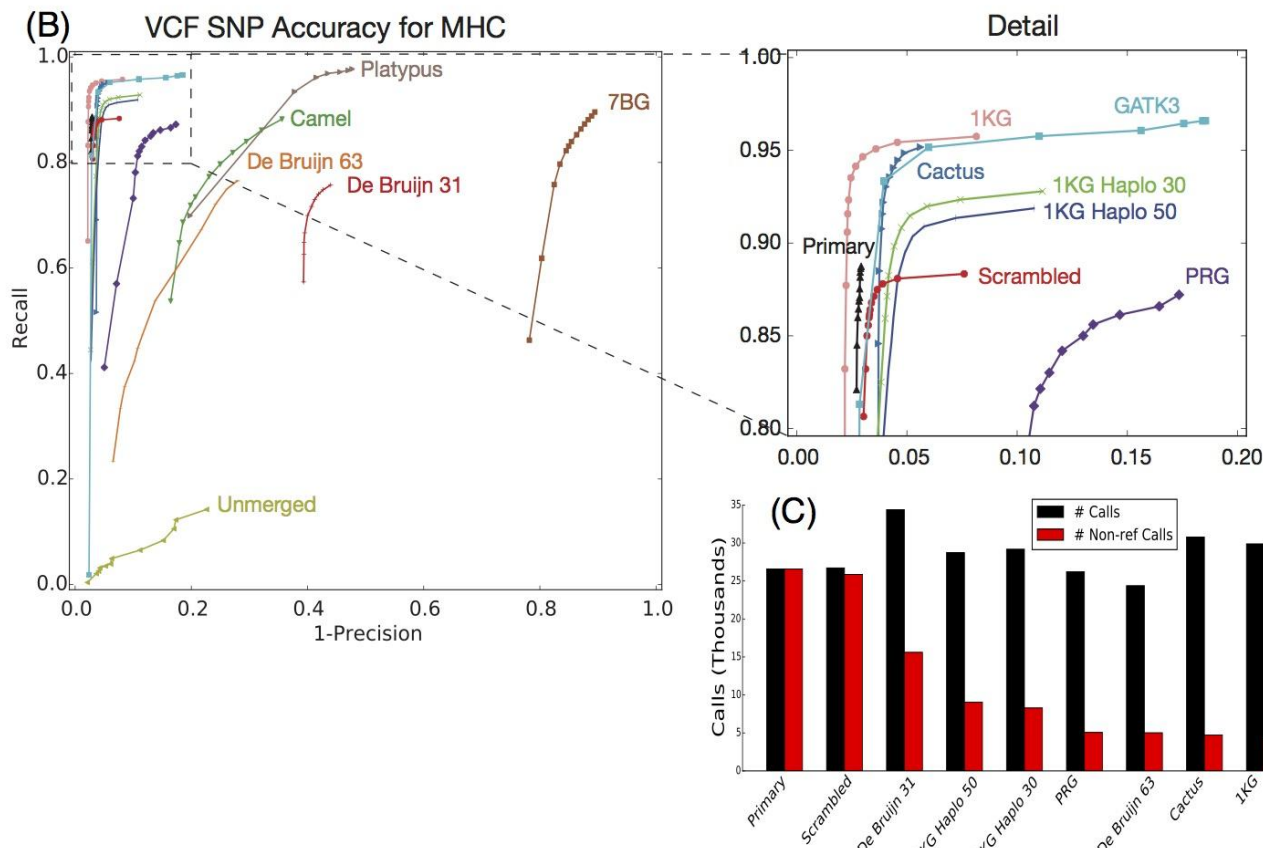 (B)
VCF SNP Accuracy for MHC
1.0
0.8
0.6
0.4
0.2
0.0
Recall
0.0 0.2 0.4 0.6 0.8 1.0
1-Precision
Platypus
7BG
Camel
De Bruijn 63
De Bruijn 31
Unmerged
Detail
1.00
0.95
0.90
0.85
0.80
0.00 0.05 0.10 0.15 0.20
1KG
GATK3
Cactus
1KG Haplo 30
1KG Haplo 50
Primary
Scrambled
PRG
(C)
# Calls
# Non-ref Calls
35
30
25
20
15
10
5
0
Calls (Thousands)
Primary
Scrambled
De Bruijn 31
KG Haplo 50
KG Haplo 30
PRG
De Bruijn 63
Cactus
1KG